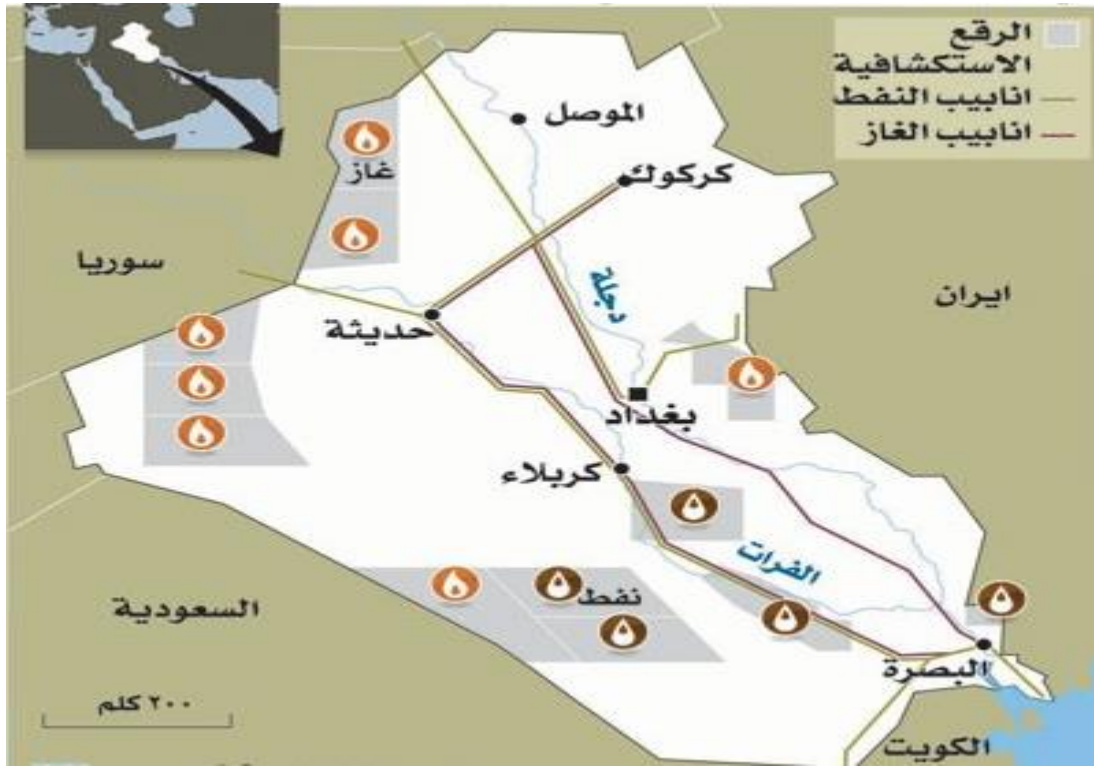 الرقع
الاستكشافية
انابيب النفط
انابيب الغاز
الموصل
غاز
كركوك
سوريا
دجلة
ايران
حديثة
بغداد
كربلاء
الفرات
نفط
السعودية
البصرة
٢٠٠ كلم
الكويت